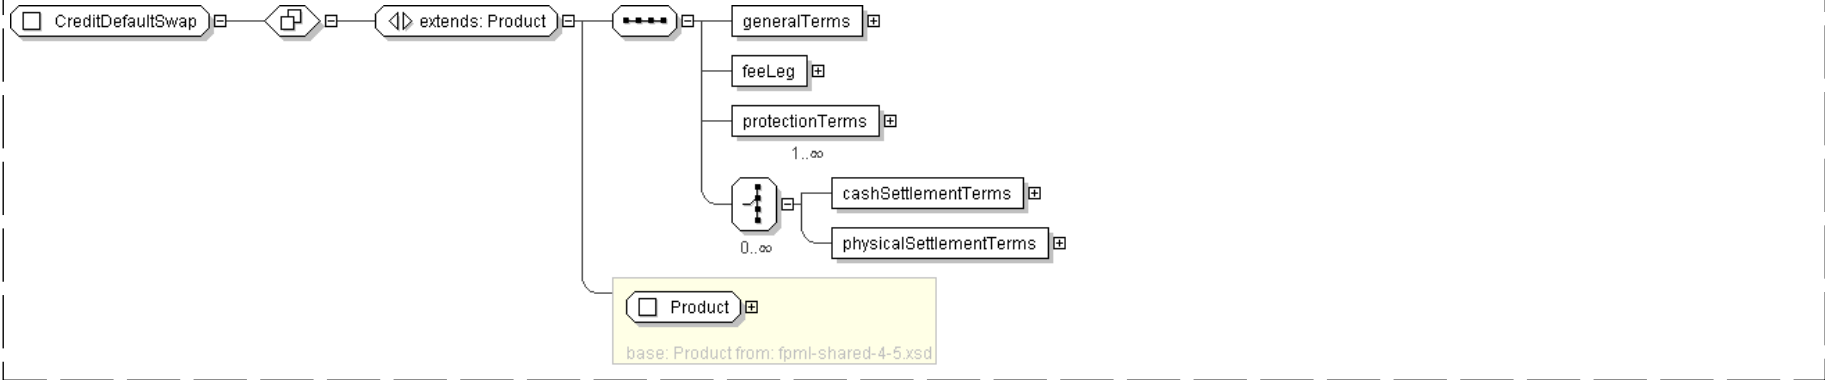 CreditDefaultSwap
extends: Product
generalTerms
feeLeg
protectionTerms
1..∞
cashSettlementTerms
0..∞
physicalSettlementTerms
Product
base: Product from: fpml-shared-4-5.xsd